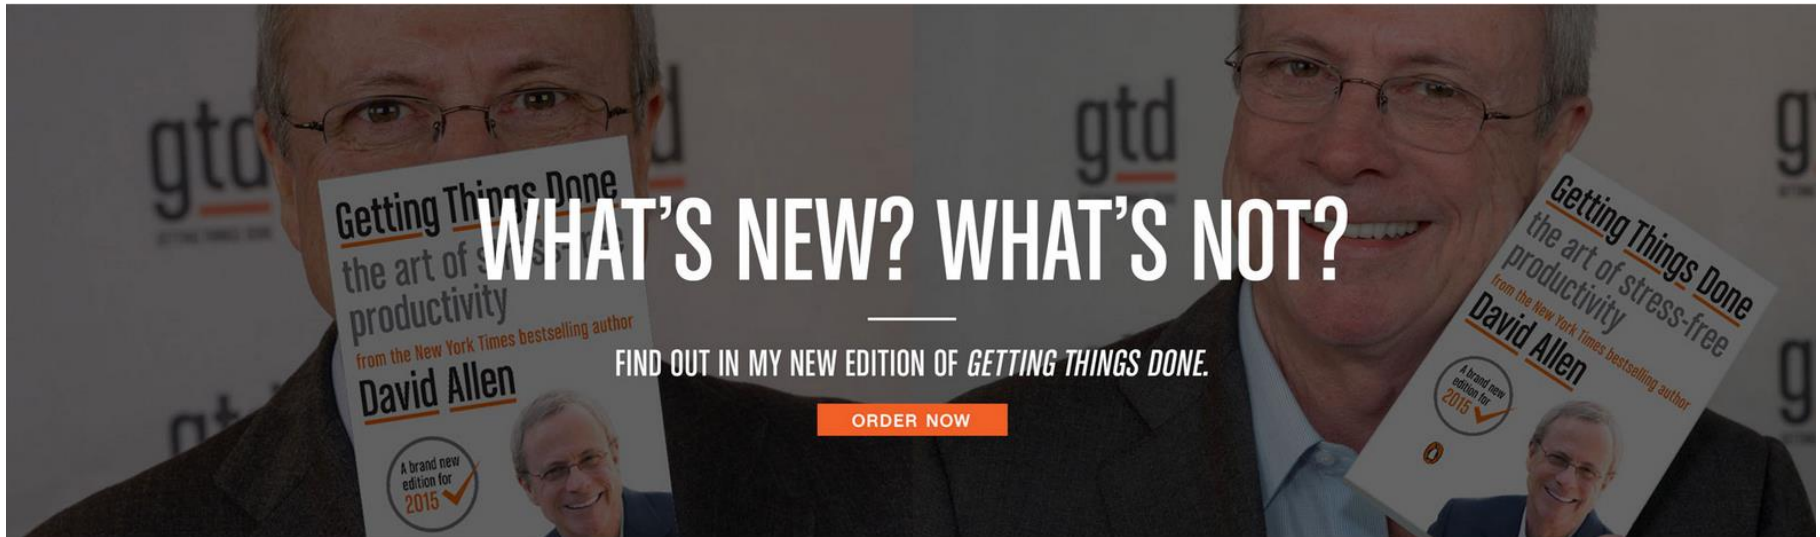 gtd
Getting Things Done
the art of stress-free
productivity
from the New York Times bestselling author
David Allen
A brand new
edition for
2015
WHAT'S NEW? WHAT'S NOT?
FIND OUT IN MY NEW EDITION OF GETTING THINGS DONE.
ORDER NOW
gtd
Getting Things Done
the art of stress-free
productivity
from the New York Times bestselling author
David Allen
A brand new
edition for
2015